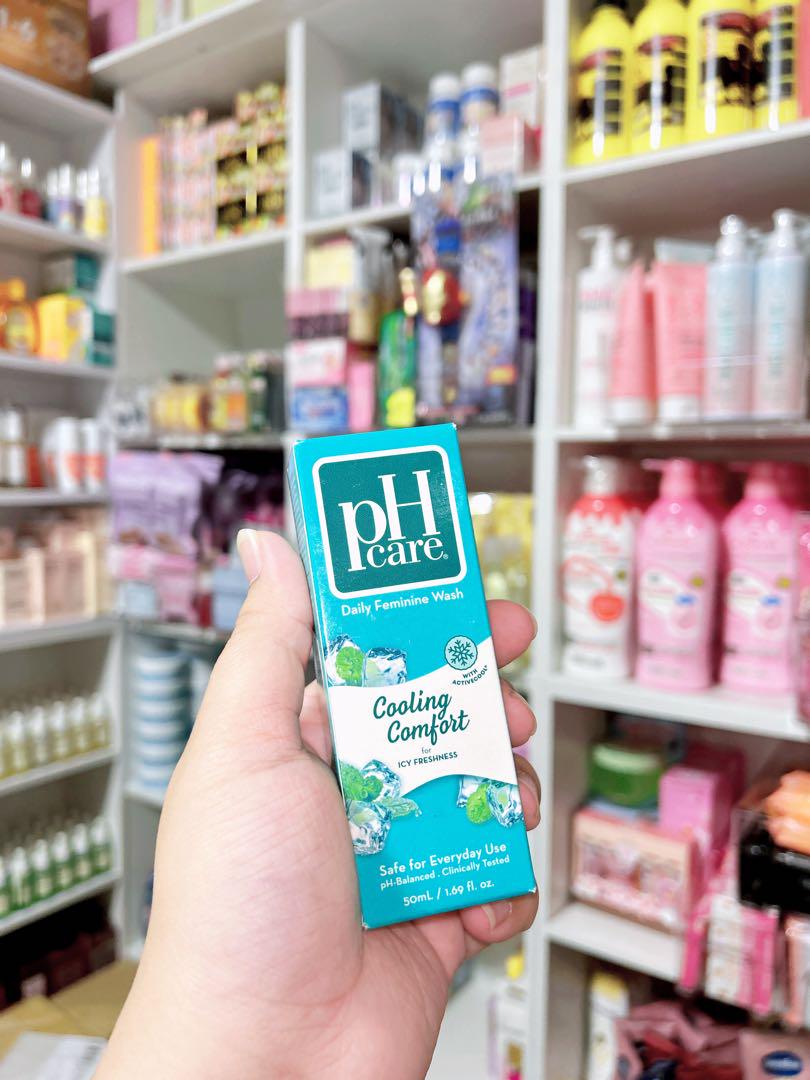 pH
care®
Daily Feminine Wash
WITH
ACTIVECOOL
Cooling
Comfort
for
ICY FRESHNESS
Safe for Everyday Use
pH-Balanced . Clinically Tested
50mL / 1.69 fl. oz.